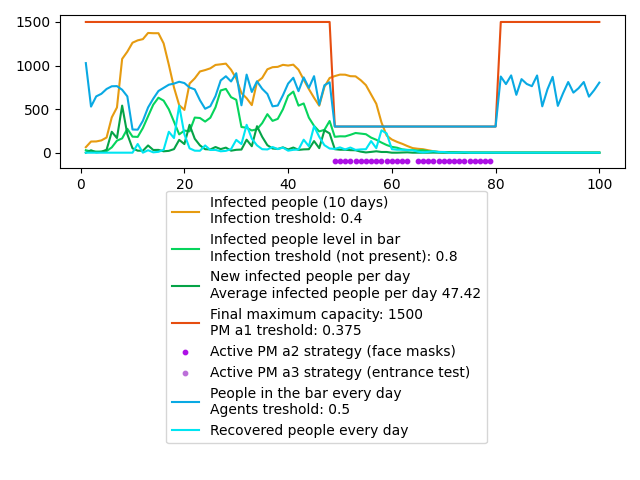 1500
1000
500
0
0 20 40 60 80 100
Infected people (10 days)
Infection treshold: 0.4
Infected people level in bar
Infection treshold (not present): 0.8
New infected people per day
Average infected people per day 47.42
Final maximum capacity: 1500
PM a1 treshold: 0.375
Active PM a2 strategy (face masks)
Active PM a3 strategy (entrance test)
People in the bar every day
Agents treshold: 0.5
Recovered people every day